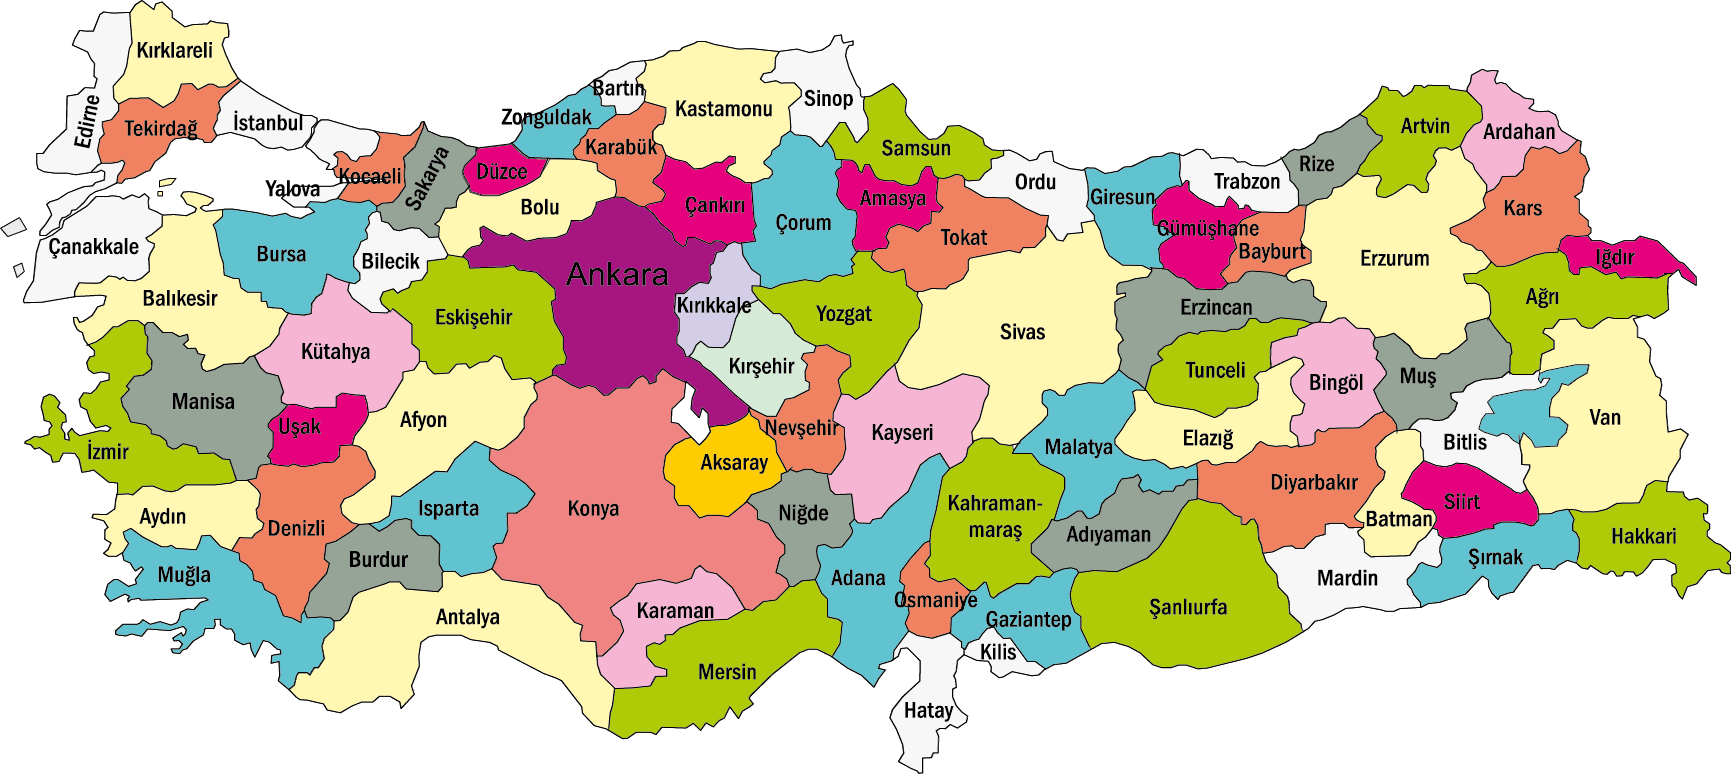 Kırklareli
Edirne
Tekirdağ
İstanbul
Kocaeli
Yalova
Sakarya
Düzce
Zonguldak
Bartın
Karabük
Kastamonu
Sinop
Samsun
Bolu
Çankırı
Çorum
Amasya
Tokat
Ordu
Giresun
Gümüşhane
Trabzon
Bayburt
Rize
Artvin
Ardahan
Kars
Iğdır
Ağrı
Erzurum
Erzincan
Çanakkale
Balıkesir
Bursa
Bilecik
Kütahya
Eskişehir
Ankara
Kırıkkale
Kırşehir
Yozgat
Sivas
Tunceli
Bingöl
Muş
Bitlis
Van
İzmir
Manisa
Uşak
Afyon
Aksaray
Nevşehir
Kayseri
Malatya
Elazığ
Diyarbakır
Batman
Siirt
Hakkari
Şırnak
Mardin
Şanlıurfa
Adıyaman
Kahraman-
maraş
Aydın
Denizli
Isparta
Burdur
Konya
Niğde
Adana
Osmaniye
Gaziantep
Kilis
Hatay
Muğla
Antalya
Karaman
Mersin